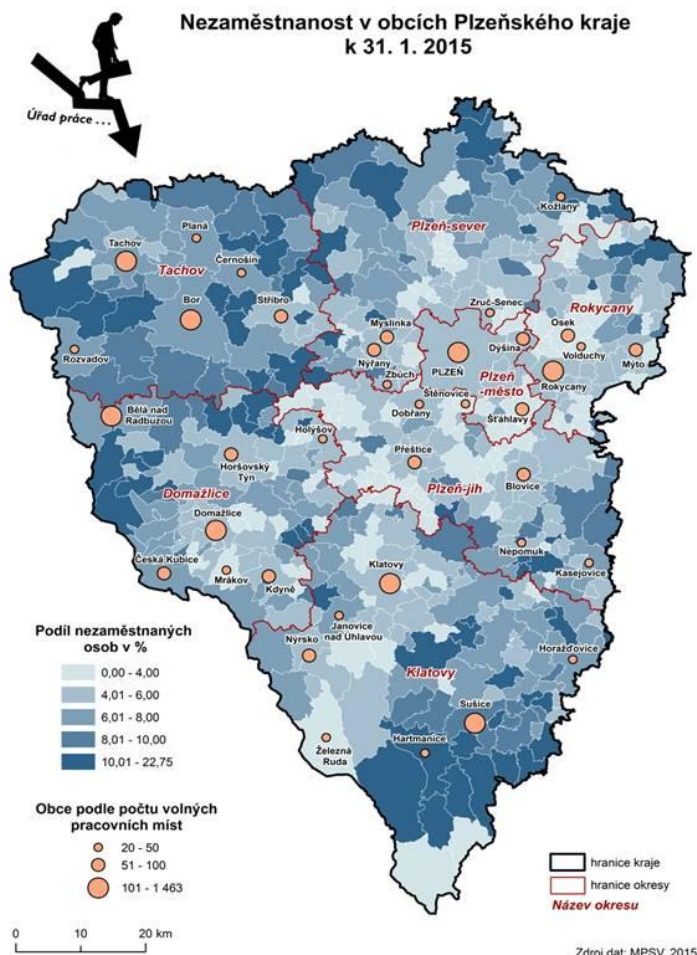 Nezaměstnanost v obcích Plzeňského kraje
k 31. 1. 2015
Úřad práce ...
Kožlany
Plzeň-sever
Planá
Tachov
Tachov
Černošín
Bor
Stříbro
Zruč-Senec
Rokycany
Osek
Myslinka
Dýšina
Volduchy
Rozvadov
Nýřany
PLZEŇ
Mýto
Rokycany
Zbůch
Plzeň
-město
Štěnovice
Dobřany
Šťáhlavy
Bělá nad
Radbuzou
Holýšov
Horšovský
Týn
Přeštice
Blovice
Plzeň-jih
Domažlice
Domažlice
Nepomuk
Kasejovice
Česká Kubice
Mrákov
Kdyně
Klatovy
Janovice
nad Úhlavou
Nýrsko
Horažďovice
Klatovy
Sušice
Hartmanice
Železná
Ruda
Podíl nezaměstnaných
osob v %
0,00 - 4,00
4,01 - 6,00
6,01 - 8,00
8,01 - 10,00
10,01 - 22,75
Obce podle počtu volných
pracovních míst
20 - 50
51 - 100
101 - 1 463
0 10 20 km
hranice kraje
hranice okresy
Název okresu
Zdroj dat: MPSV, 2015